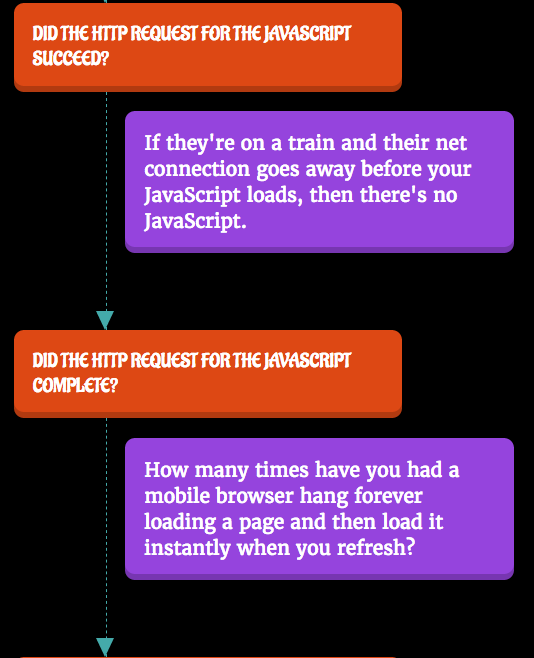 DID THE HTTP REQUEST FOR THE JAVASCRIPT
SUCCEED?
If they're on a train and their net
connection goes away before your
JavaScript loads, then there's no
JavaScript.
DID THE HTTP REQUEST FOR THE JAVASCRIPT
COMPLETE?
How many times have you had a
mobile browser hang forever
loading a page and then load it
instantly when you refresh?